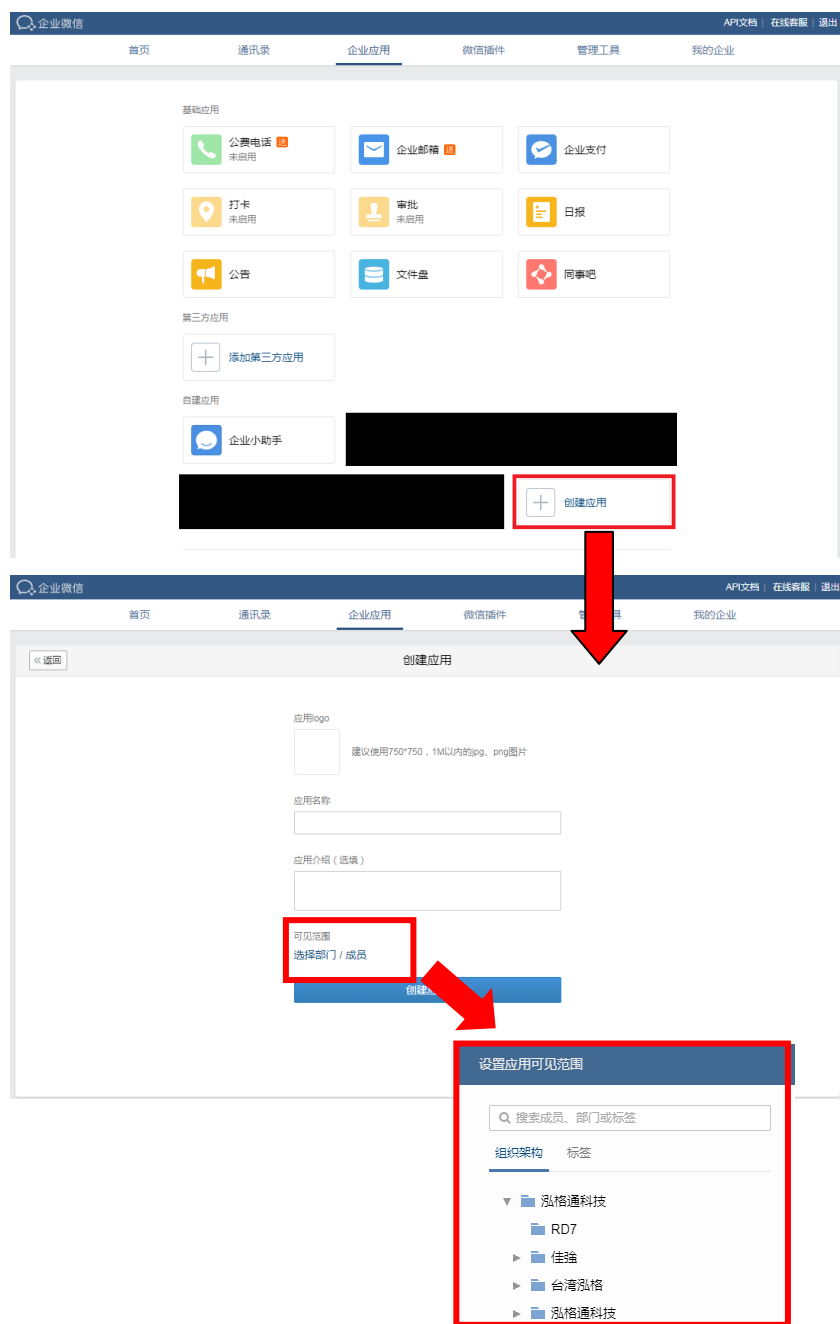 企业微信
API文档 | 在线客服 | 退出
首页 通讯录 企业应用 微信插件 管理工具 我的企业
基础应用
公费电话 送
未启用
企业邮箱 送
企业支付
打卡
未启用
审批
未启用
日报
公告
文件盘
同事吧
第三方应用
添加第三方应用
自建应用
企业小助手
创建应用
企业微信
API文档 | 在线客服 | 退出
首页 通讯录 企业应用 微信插件 具 我的企业
《返回
创建应用
应用logo
建议使用750*750，1M以内的jpg、png图片
应用名称
应用介绍（选填）
可见范围
选择部门 / 成员
创建
设置应用可见范围
搜索成员、部门或标签
组织架构 标签
泓格通科技
RD7
佳強
台湾泓格
泓格通科技